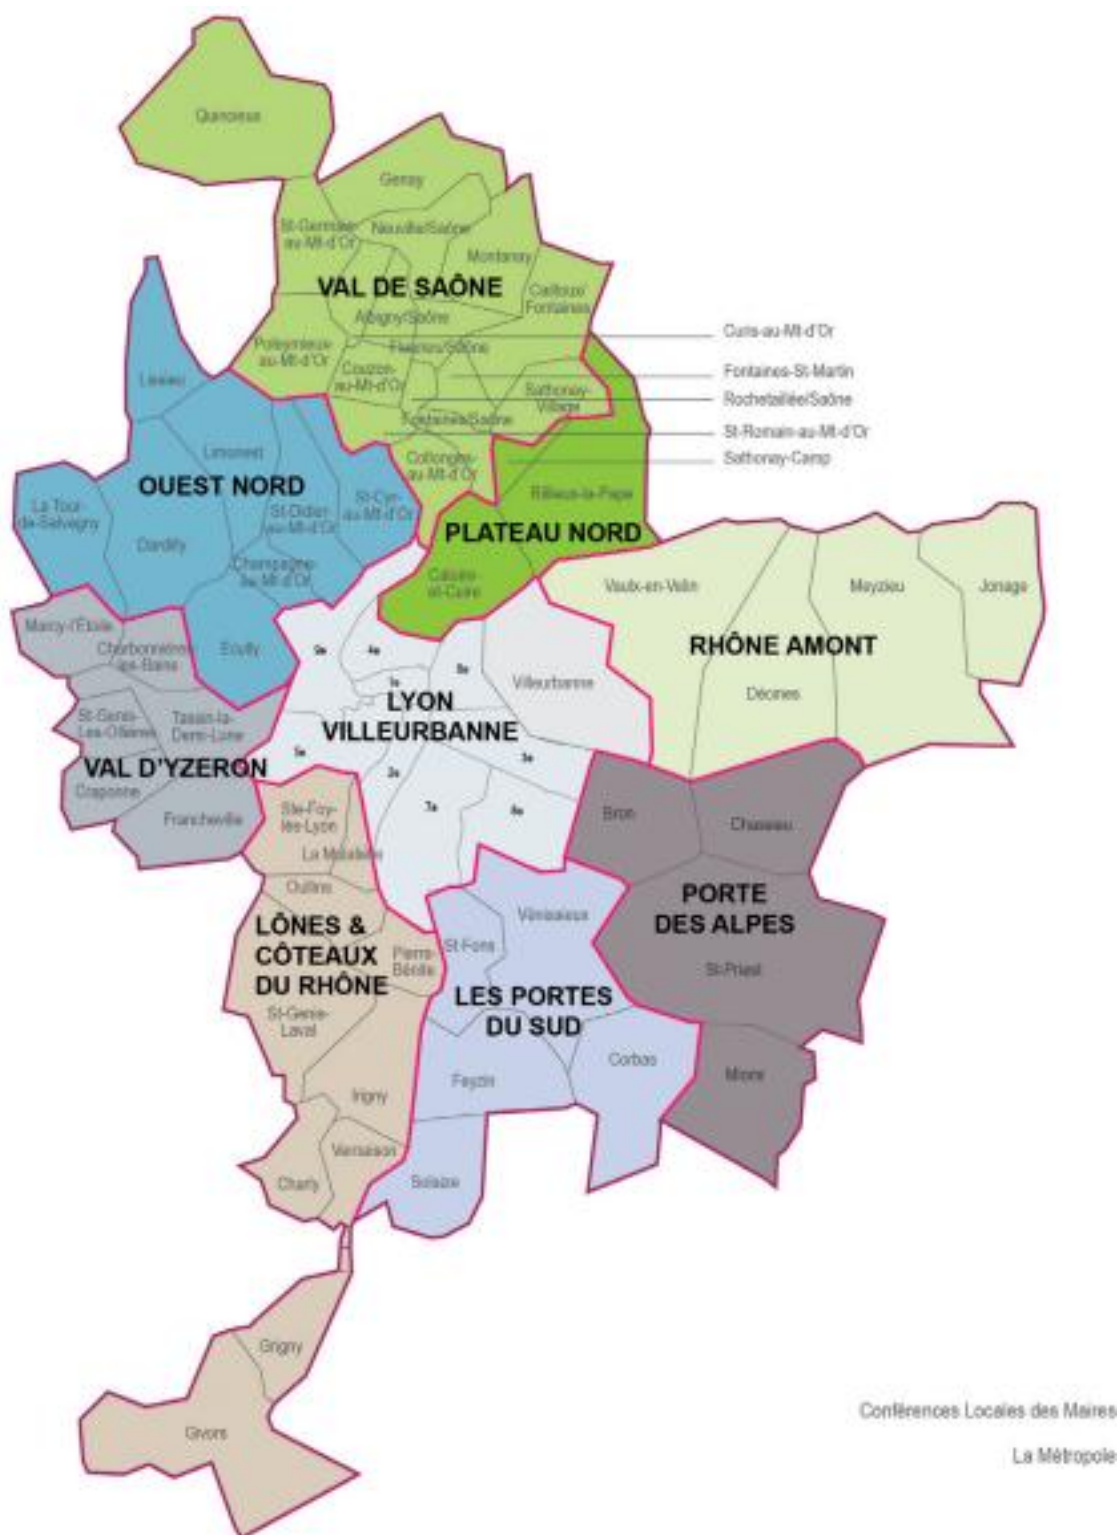 Quincieux
Genay
St-Germain-
au-Mt-d'Or
Neuville/Saône
Montanay
VAL DE SAÔNE
Cailloux/
Fontaines
Albigny/Saône
Curis-au-Mt-d'Or
Poleymieux-
au-Mt-d'Or
Fleurieu/Saône
Couzon-
au-Mt-d'Or
Fontaines-St-Martin
Lissieu
Sathonay-
Village
Rochetaillée/Saône
Fontaines/Saône
St-Romain-au-Mt-d'Or
Limonest
Collonges-
au-Mt-d'Or
Sathonay-Camp
OUEST NORD
Rillieux-la-Pape
La Tour-
de-Salvagny
St-Didier-
au-Mt-d'Or
St-Cyr-
au-Mt-d'Or
PLATEAU NORD
Dardilly
Champagne-
au-Mt-d'Or
Caluire-
et-Cuire
Vaulx-en-Velin
Meyzieu
Jonage
Marcy-l'Étoile
Charbonnières-
les-Bains
Ecully
9e
4e
1e
6e
Villeurbanne
RHÔNE AMONT
LYON
VILLEURBANNE
Décines
St-Genis-
Les-Ollières
Tassin-la-
Demi-Lune
5e
2e
3e
VAL D'YZERON
Craponne
Francheville
Ste-Foy-
lès-Lyon
7e
8e
Bron
Chassieu
La Mulatière
Oullins
PORTE
DES ALPES
LÔNES &
CÔTEAUX
DU RHÔNE
Pierre-
Bénite
St-Fons
Vénissieux
St-Priest
LES PORTES
DU SUD
St-Genis-
Laval
Corbas
Feyzin
Mions
Irigny
Vernaison
Charly
Solaize
Grigny
Givors
Conférences Locales des Maires
La Métropole